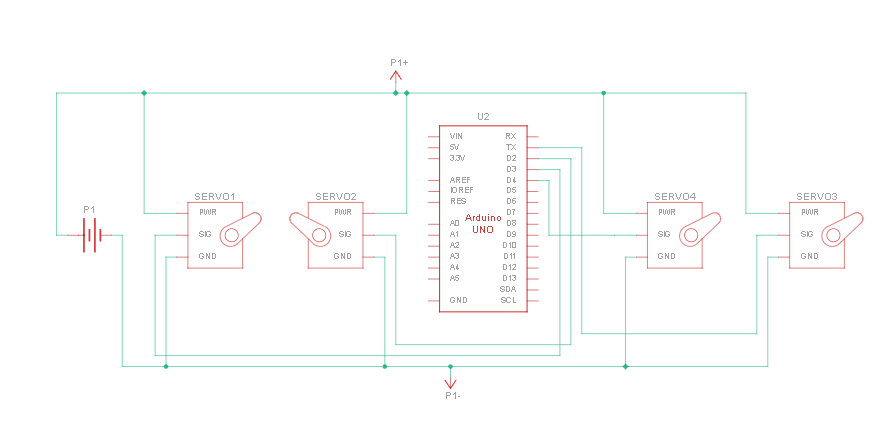 P1+
U2
VIN
5V
3.3V
AREF
IOREF
RES
A0
A1
A2
A3
A4
A5
GND
Arduino
UNO
RX
TX
D2
D3
D4
D5
D6
D7
D8
D9
D10
D11
D12
D13
SDA
SCL
P1
SERVO1
PWR
SIG
GND
SERVO2
PWR
SIG
GND
SERVO4
PWR
SIG
GND
SERVO3
PWR
SIG
GND
P1-